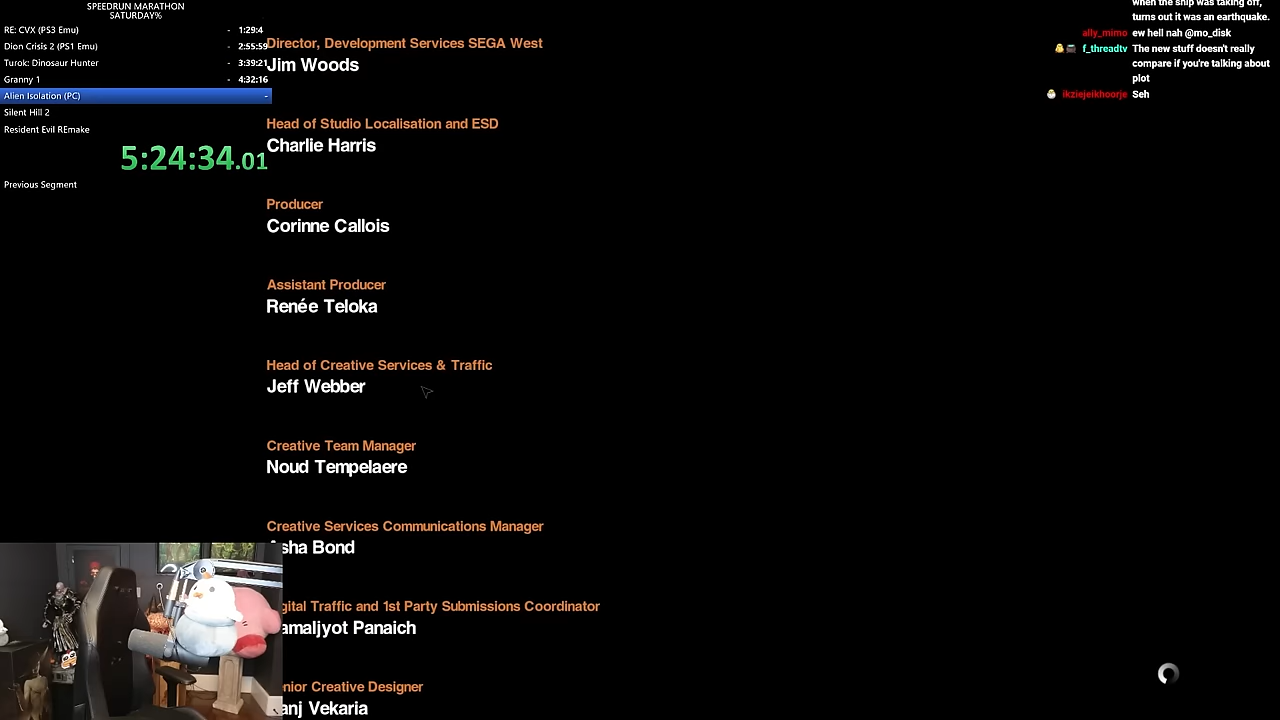 SPEEDRUN MARATHON
SATURDAY%
RE: CVX (PS3 Emu) - 1:29:4
Dion Crisis 2 (PS1 Emu) - 2:55:59
Turok: Dinosaur Hunter - 3:39:21
Granny 1 - 4:32:16
Alien Isolation (PC) -
Silent Hill 2
Resident Evil REmake
5:24:34.01
Previous Segment
Director, Development Services SEGA West
Jim Woods
Head of Studio Localisation and ESD
Charlie Harris
Producer
Corinne Callois
Assistant Producer
Renée Teloka
Head of Creative Services & Traffic
Jeff Webber
Creative Team Manager
Noud Tempelaere
Creative Services Communications Manager
sha Bond
gital Traffic and 1st Party Submissions Coordinator
amaljyot Panaich
nior Creative Designer
anj Vekaria
when the ship was taking off,
turns out it was an earthquake.
ally_mimo ew hell nah @mo_disk
f_threadtv The new stuff doesn't really
compare if you're talking about
plot
ikziejeikhoorje Seh